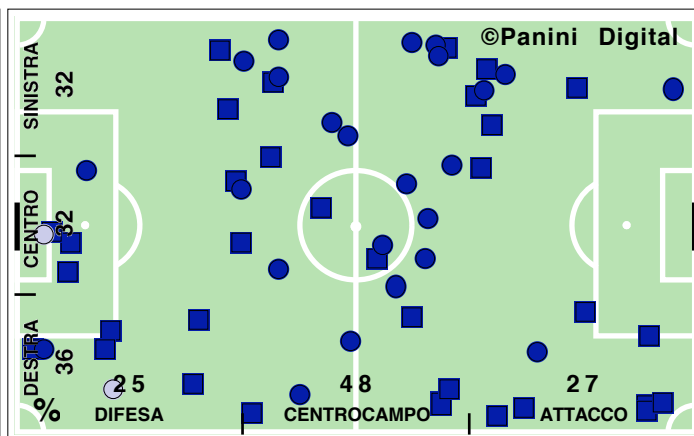 ©Panini Digital
SINISTRA
32
CENTRO
32
DESTRA
36
25 48 27
% DIFESA CENTROCAMPO ATTACCO